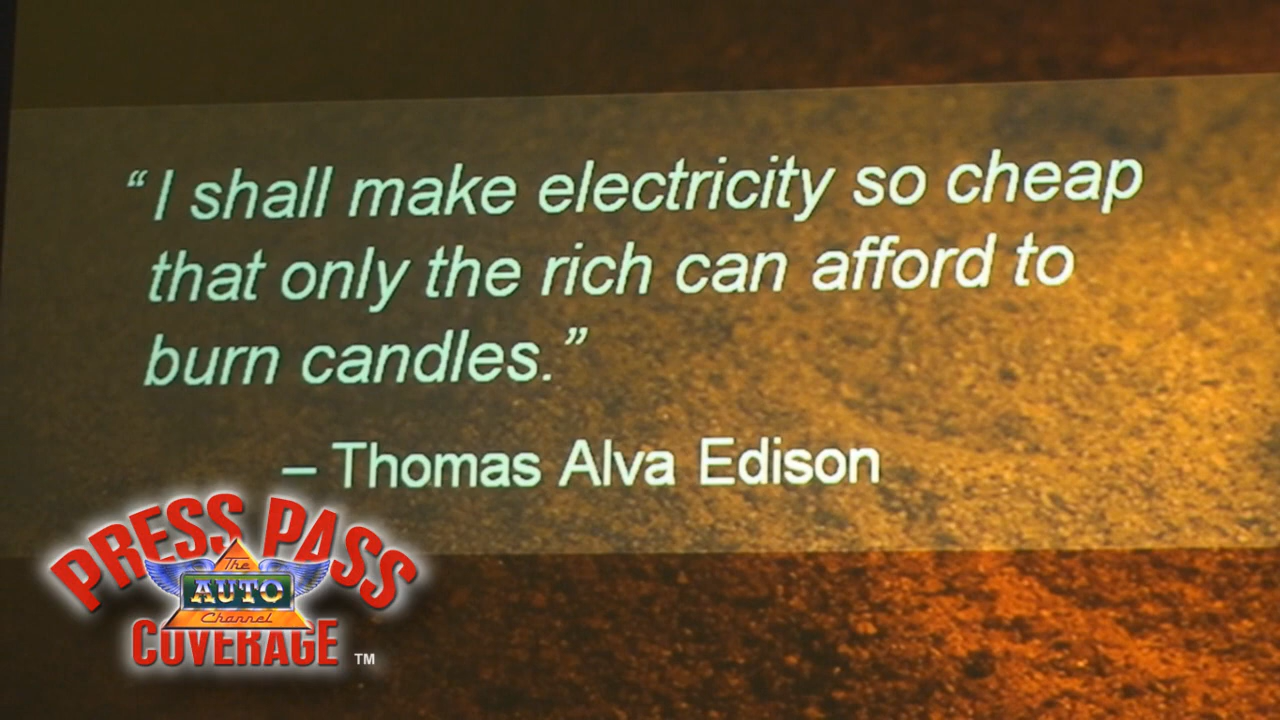 “ I shall make electricity so cheap
that only the rich can afford to
burn candles.”
– Thomas Alva Edison
PRESS PASS
The
AUTO
Channel
COVERAGE ™